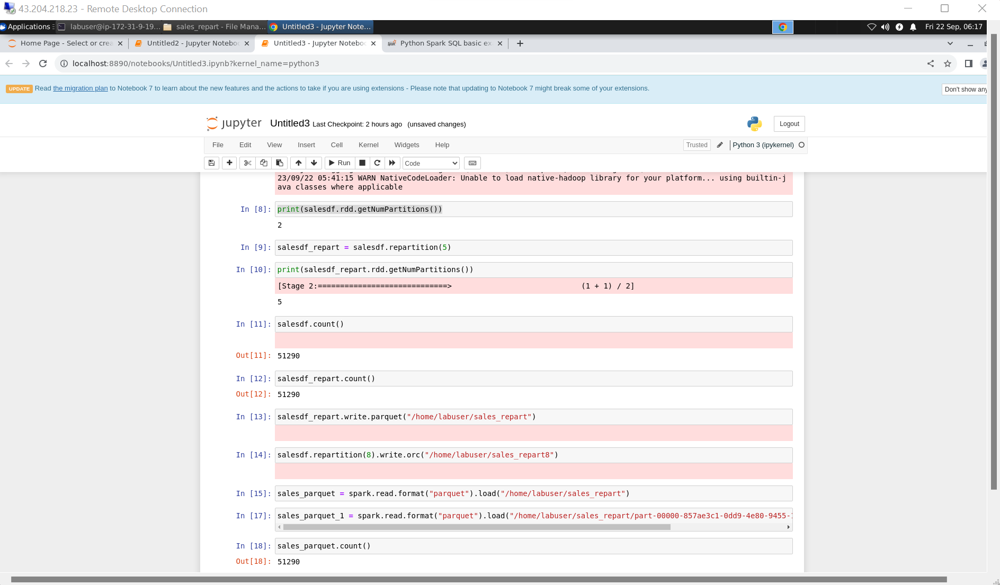 43.204.218.23 - Remote Desktop Connection
Applications labuser@ip-172-31-9-19... sales_repart - File Mana... Untitled3 - Jupyter Note... Fri 22 Sep, 06:17
Home Page - Select or crea Untitled2 - Jupyter Notebo Untitled3 - Jupyter Notebo Python Spark SQL basic ex
localhost:8890/notebooks/Untitled3.ipynb?kernel_name=python3
UPDATE Read the migration plan to Notebook 7 to learn about the new features and the actions to take if you are using extensions - Please note that updating to Notebook 7 might break some of your extensions.
Don't show any
jupyter Untitled3 Last Checkpoint: 2 hours ago (unsaved changes) Logout
File Edit View Insert Cell Kernel Widgets Help Trusted Python 3 (ipykernel)
Run Code
23/09/22 05:41:15 WARN NativeCodeLoader: Unable to load native-hadoop library for your platform... using builtin-j
ava classes where applicable
In [8]: print(salesdf.rdd.getNumPartitions())
2
In [9]: salesdf_repart = salesdf.repartition(5)
In [10]: print(salesdf_repart.rdd.getNumPartitions())
[Stage 2:=============================> (1 + 1) / 2]
5
In [11]: salesdf.count()
Out[11]: 51290
In [12]: salesdf_repart.count()
Out[12]: 51290
In [13]: salesdf_repart.write.parquet("/home/labuser/sales_repart")
In [14]: salesdf.repartition(8).write.orc("/home/labuser/sales_repart8")
In [15]: sales_parquet = spark.read.format("parquet").load("/home/labuser/sales_repart")
In [17]: sales_parquet_1 = spark.read.format("parquet").load("/home/labuser/sales_repart/part-00000-857ae3c1-0dd9-4e80-9455-
In [18]: sales_parquet.count()
Out[18]: 51290